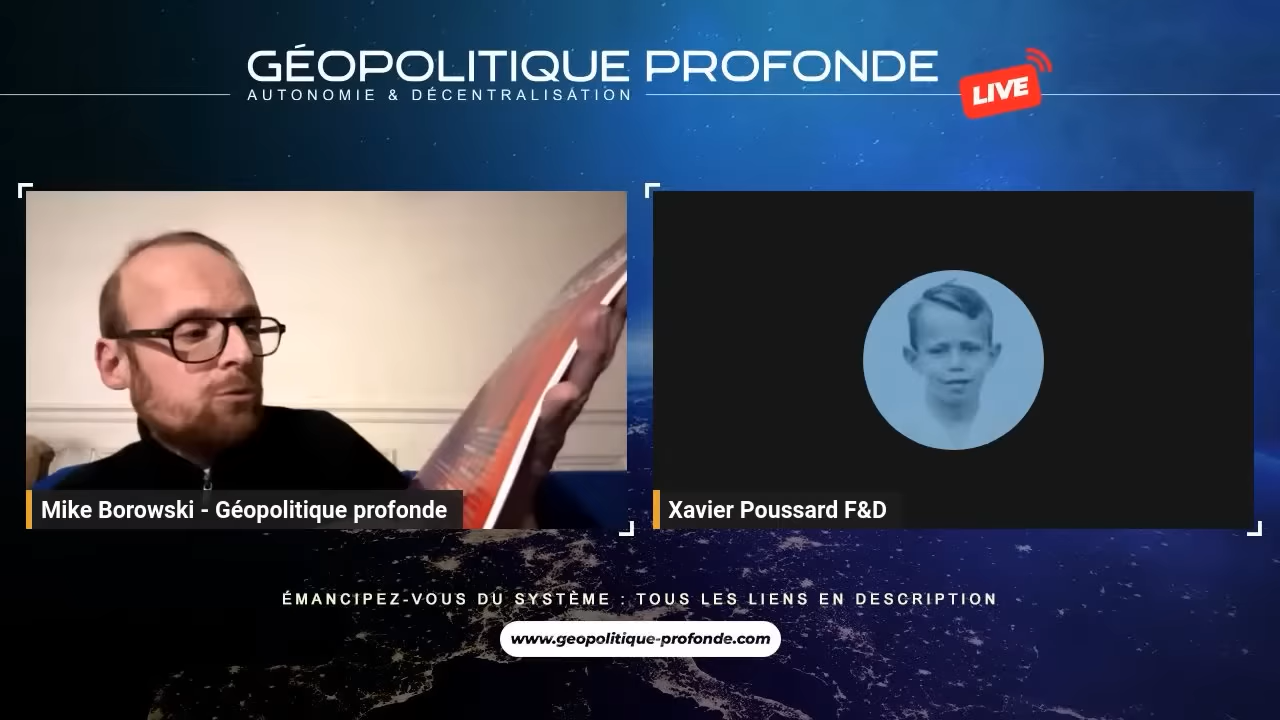 GÉOPOLITIQUE PROFONDE
AUTONOMIE & DÉCENTRALISÁTION
LIVE
Mike Borowski - Géopolitique profonde
Xavier Poussard F&D
ÉMANCIPEZ-VOUS DU SYSTÈME : TOUS LES LIENS EN DESCRIPTION
www.geopolitique-profonde.com